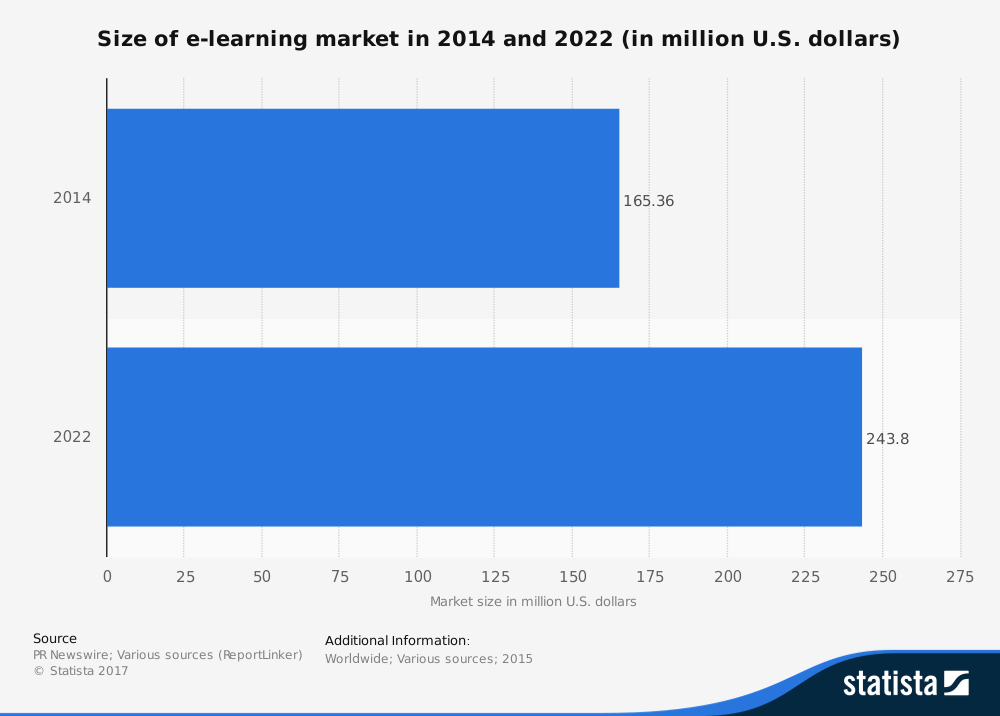 Size of e-learning market in 2014 and 2022 (in million U.S. dollars)
2014
165.36
2022
243.8
0 25 50 75 100 125 150 175 200 225 250 275
Market size in million U.S. dollars
Source
PR Newswire; Various sources (ReportLinker)
© Statista 2017
Additional Information:
Worldwide; Various sources; 2015
statista